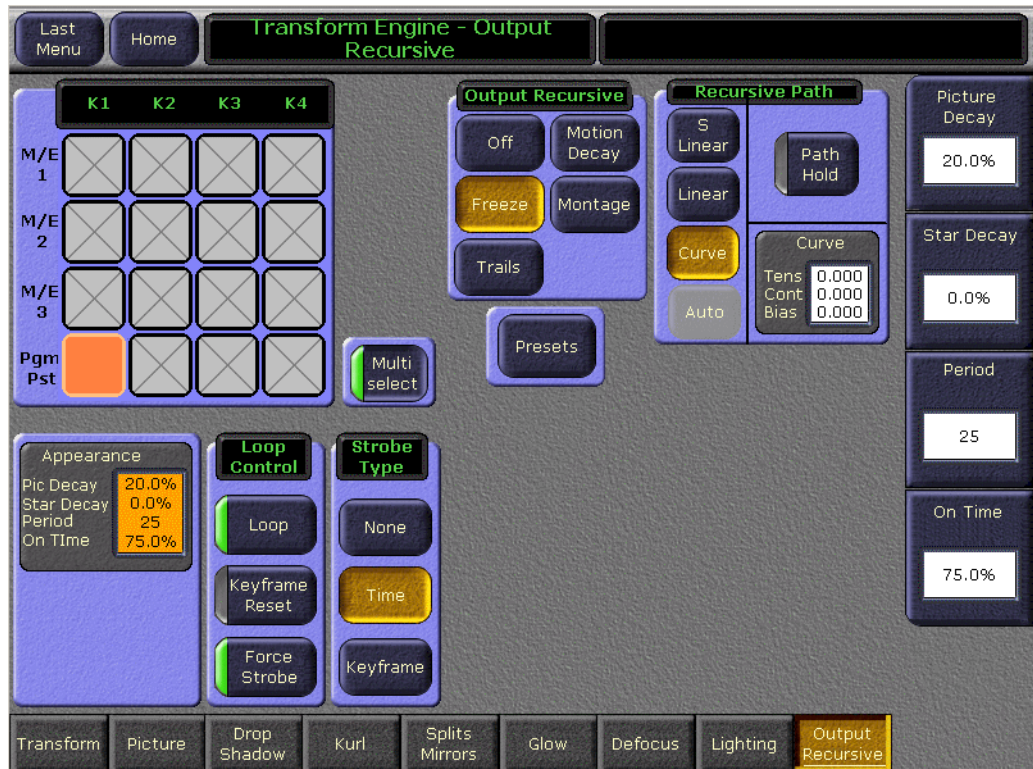 Last
Menu
Home
Transform Engine - Output
Recursive
K1 K2 K3 K4
M/E
1
M/E
2
M/E
3
Pgm
Pst
Multi
select
Output Recursive
Off
Motion
Decay
Freeze
Montage
Trails
Presets
Recursive Path
S
Linear
Linear
Curve
Auto
Path
Hold
Curve
Tens 0.000
Cont 0.000
Bias 0.000
Picture
Decay
20.0%
Star Decay
0.0%
Period
25
On Time
75.0%
Appearance
Pic Decay 20.0%
Star Decay 0.0%
Period 25
On TIme 75.0%
Loop
Control
Loop
Keyframe
Reset
Force
Strobe
Strobe
Type
None
Time
Keyframe
Transform
Picture
Drop
Shadow
Kurl
Splits
Mirrors
Glow
Defocus
Lighting
Output
Recursive